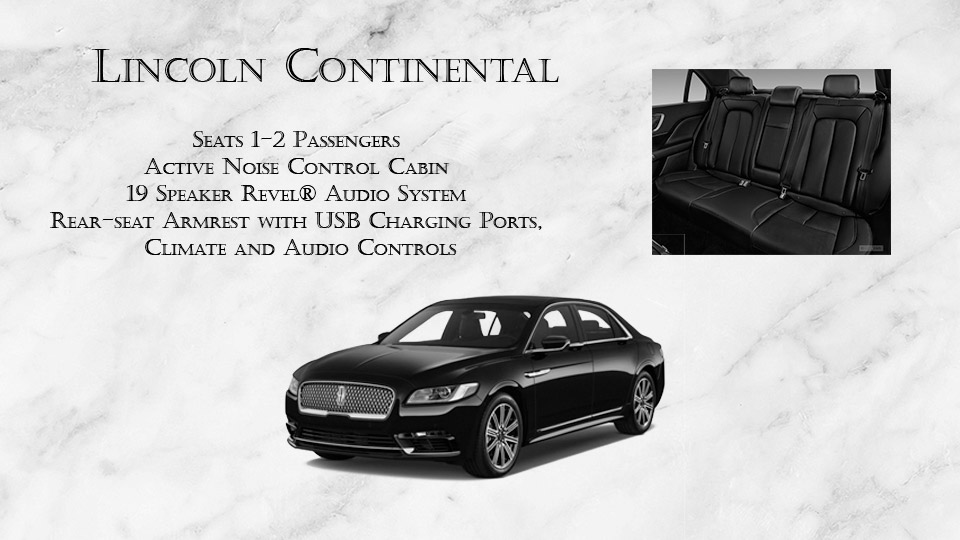 Lincoln Continental
Seats 1-2 Passengers
Active Noise Control Cabin
19 Speaker Revel® Audio System
Rear-seat Armrest with USB Charging Ports,
Climate and Audio Controls